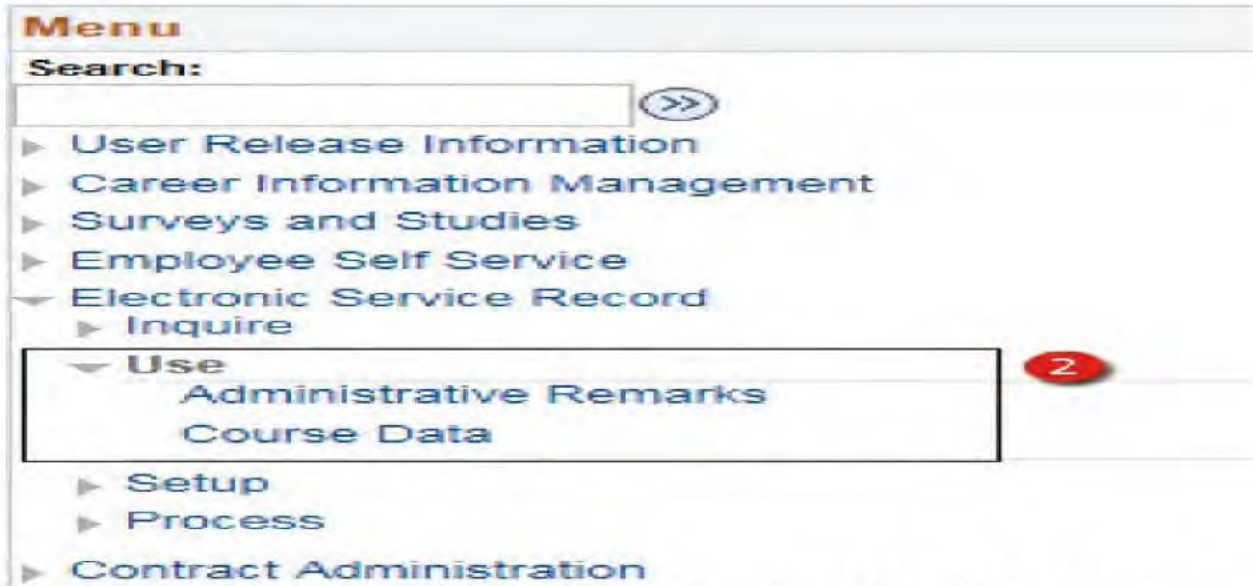 Menu
Search:
>>
User Release Information
Career Information Management
Surveys and Studies
Employee Self Service
Electronic Service Record
Inquire
Use
2
Administrative Remarks
Course Data
Setup
Process
Contract Administration